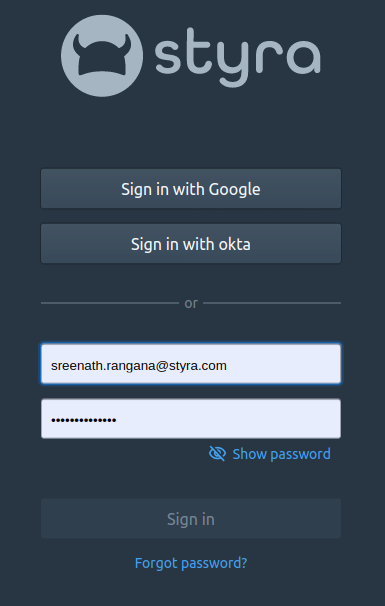 styra
Sign in with Google
Sign in with okta
or
sreenath.rangana@styra.com
••••••••••••••
Show password
Sign in
Forgot password?